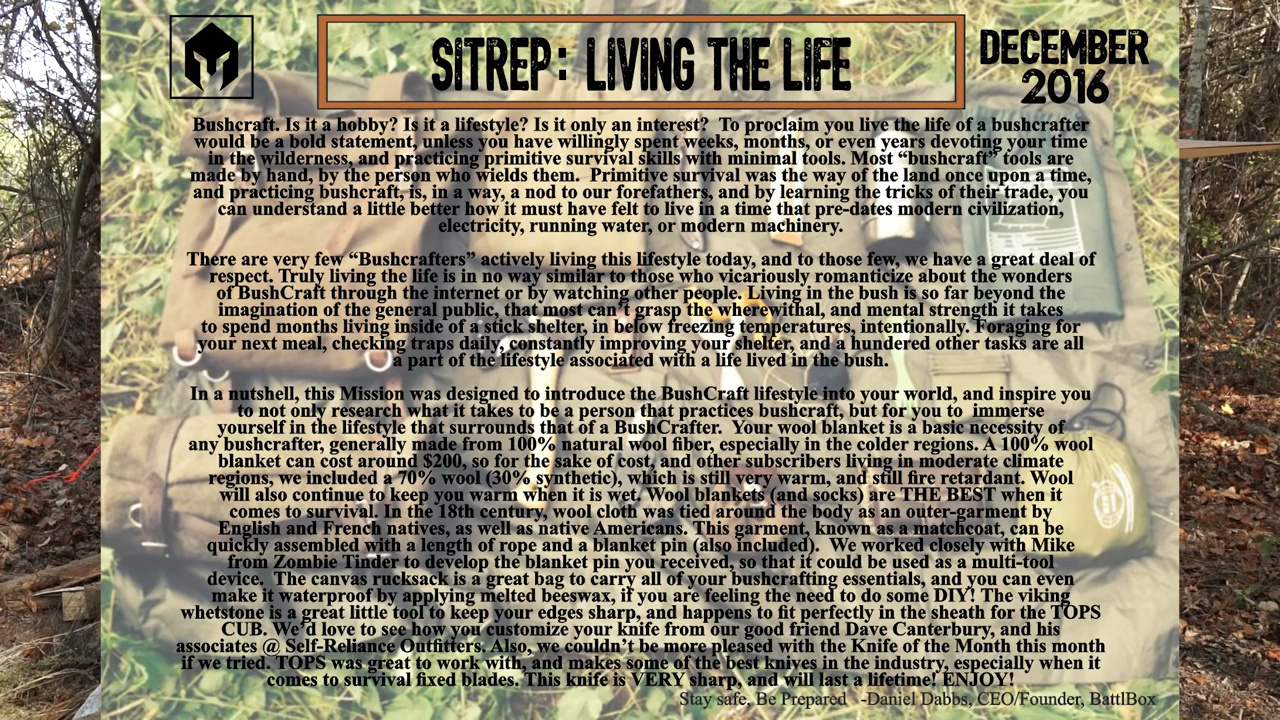 SITREP: LIVING THE LIFE
DECEMBER
2016
Bushcraft. Is it a hobby? Is it a lifestyle? Is it only an interest?  To proclaim you live the life of a bushcrafter
would be a bold statement, unless you have willingly spent weeks, months, or even years devoting your time
in the wilderness, and practicing primitive survival skills with minimal tools. Most “bushcraft” tools are
made by hand, by the person who wields them.  Primitive survival was the way of the land once upon a time,
and practicing bushcraft, is, in a way, a nod to our forefathers, and by learning the tricks of their trade, you
can understand a little better how it must have felt to live in a time that pre-dates modern civilization,
electricity, running water, or modern machinery.
There are very few “Bushcrafters” actively living this lifestyle today, and to those few, we have a great deal of
respect. Truly living the life is in no way similar to those who vicariously romanticize about the wonders
of BushCraft through the internet or by watching other people. Living in the bush is so far beyond the
imagination of the general public, that most can’t grasp the wherewithal, and mental strength it takes
to spend months living inside of a stick shelter, in below freezing temperatures, intentionally. Foraging for
your next meal, checking traps daily, constantly improving your shelter, and a hundred other tasks are all
a part of the lifestyle associated with a life lived in the bush.
In a nutshell, this Mission was designed to introduce the BushCraft lifestyle into your world, and inspire you
to not only research what it takes to be a person that practices bushcraft, but for you to  immerse
yourself in the lifestyle that surrounds that of a BushCrafter.  Your wool blanket is a basic necessity of
any bushcrafter, generally made from 100% natural wool fiber, especially in the colder regions. A 100% wool
blanket can cost around $200, so for the sake of cost, and other subscribers living in moderate climate
regions, we included a 70% wool (30% synthetic), which is still very warm, and still fire retardant. Wool
will also continue to keep you warm when it is wet. Wool blankets (and socks) are THE BEST when it
comes to survival. In the 18th century, wool cloth was tied around the body as an outer-garment by
English and French natives, as well as native Americans. This garment, known as a matchcoat, can be
quickly assembled with a length of rope and a blanket pin (also included).  We worked closely with Mike
from Zombie Tinder to develop the blanket pin you received, so that it could be used as a multi-tool
device.  The canvas rucksack is a great bag to carry all of your bushcrafting essentials, and you can even
make it waterproof by applying melted beeswax, if you are feeling the need to do some DIY! The viking
whetstone is a great little tool to keep your edges sharp, and happens to fit perfectly in the sheath for the TOPS
CUB. We’d love to see how you customize your knife from our good friend Dave Canterbury, and his
associates @ Self-Reliance Outfitters. Also, we couldn’t be more pleased with the Knife of the Month this month
if we tried. TOPS was great to work with, and makes some of the best knives in the industry, especially when it
comes to survival fixed blades. This knife is VERY sharp, and will last a lifetime! ENJOY!
Stay safe, Be Prepared   -Daniel Dabbs, CEO/Founder, BattlBox